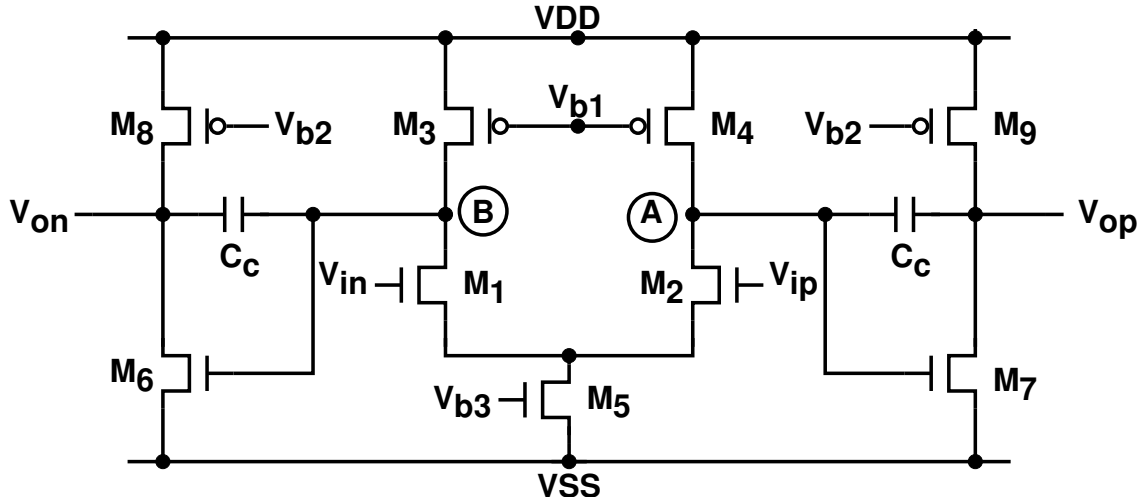 VDD
M8 Vb2 M3 Vb1 M4 Vb2 M9
Von B A Vop
Cc Cc
Vin M1 M2 Vip
M6 Vb3 M5 M7
VSS